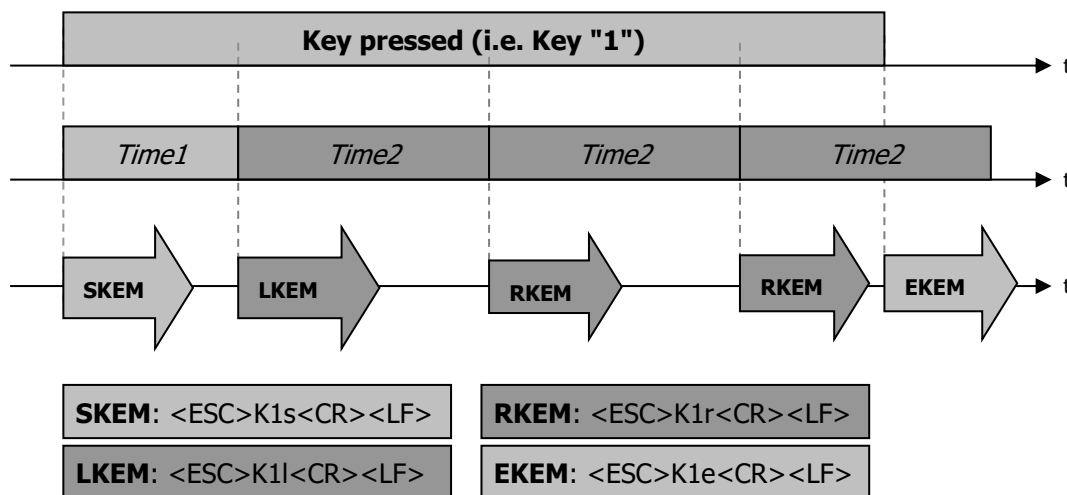 Key pressed (i.e. Key "1")
t
Time1 Time2 Time2 Time2
t
SKEM LKEM RKEM RKEM EKEM
t
SKEM: <ESC>K1s<CR><LF> RKEM: <ESC>K1r<CR><LF>
LKEM: <ESC>K1l<CR><LF> EKEM: <ESC>K1e<CR><LF>